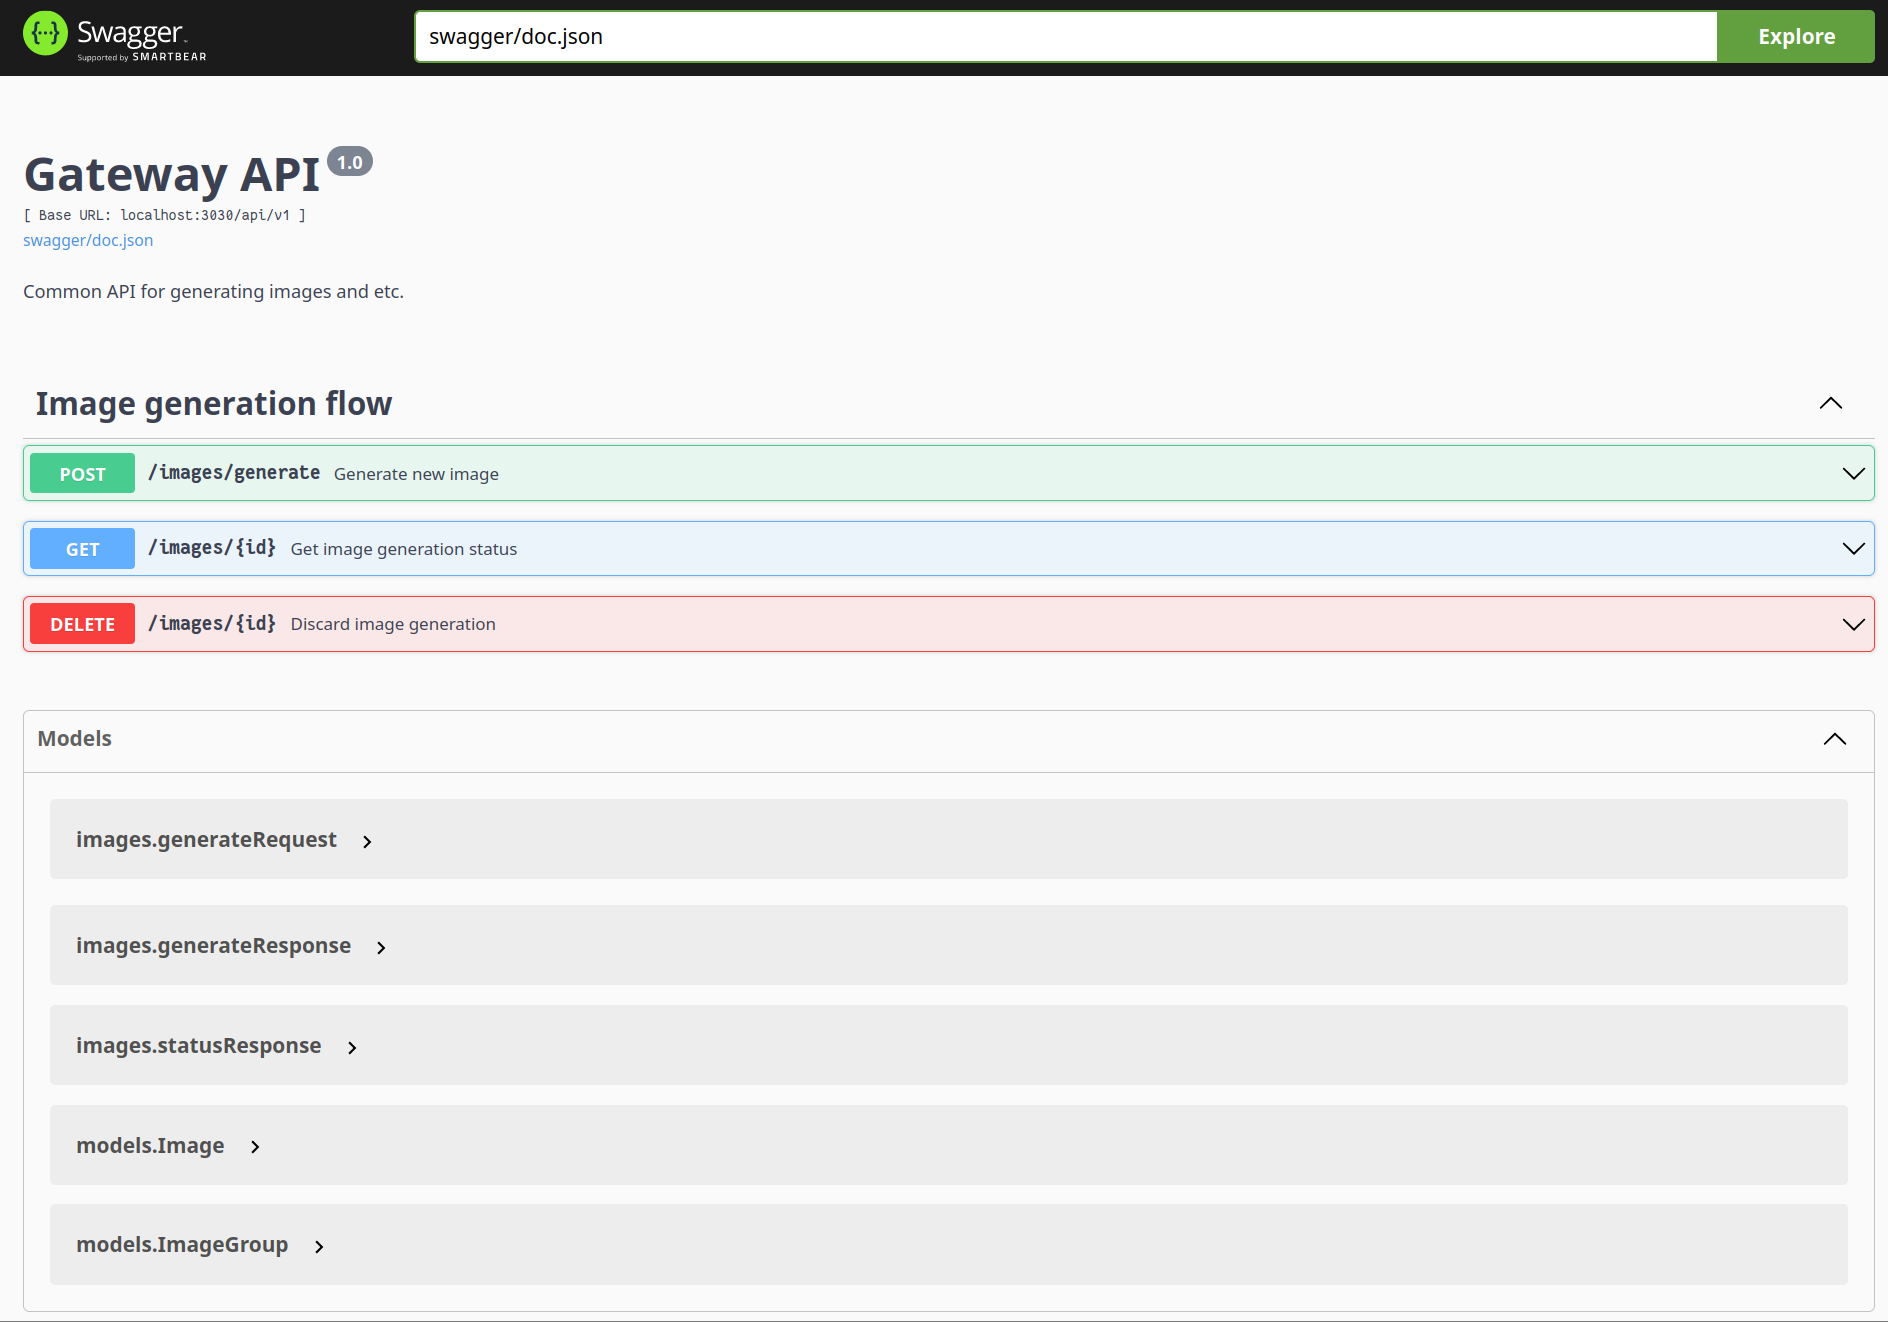 Swagger
Supported by SMARTBEAR
swagger/doc.json
Explore
Gateway API 1.0
[ Base URL: localhost:3030/api/v1 ]
swagger/doc.json
Common API for generating images and etc.
Image generation flow
POST /images/generate Generate new image
GET /images/{id} Get image generation status
DELETE /images/{id} Discard image generation
Models
images.generateRequest
images.generateResponse
images.statusResponse
models.Image
models.ImageGroup